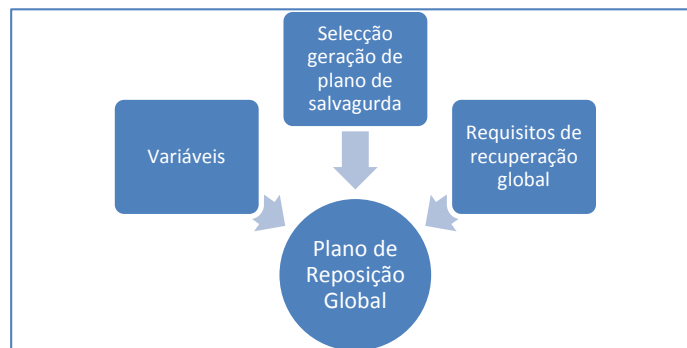 Selecção
geração de
plano de
salvagurda
Variáveis
Requisitos de
recuperação
global
Plano de
Reposição
Global